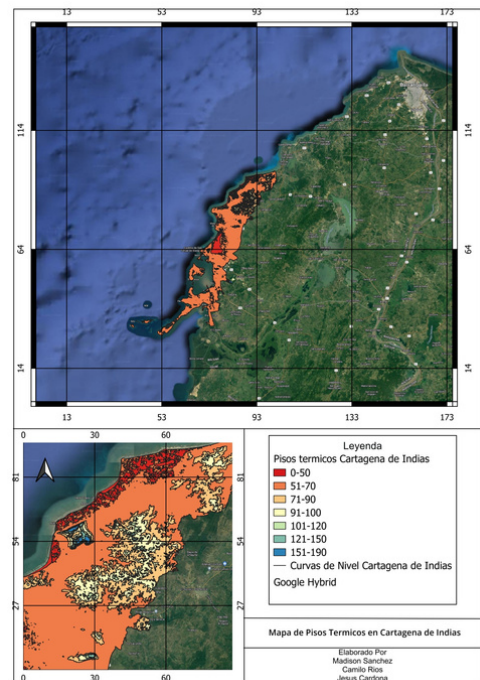 13 53 93 133 173
114 114
64 64
14 14
13 53 93 133 173
0 30 60
81 81
54 54
27 27
0 30 60
Leyenda
Pisos termicos Cartagena de Indias
0-50
51-70
71-90
91-100
101-120
121-150
151-190
Curvas de Nivel Cartagena de Indias
Google Hybrid
Mapa de Pisos Termicos en Cartagena de Indias
Elaborado Por
Madison Sanchez
Camilo Rios
Jesus Cardona